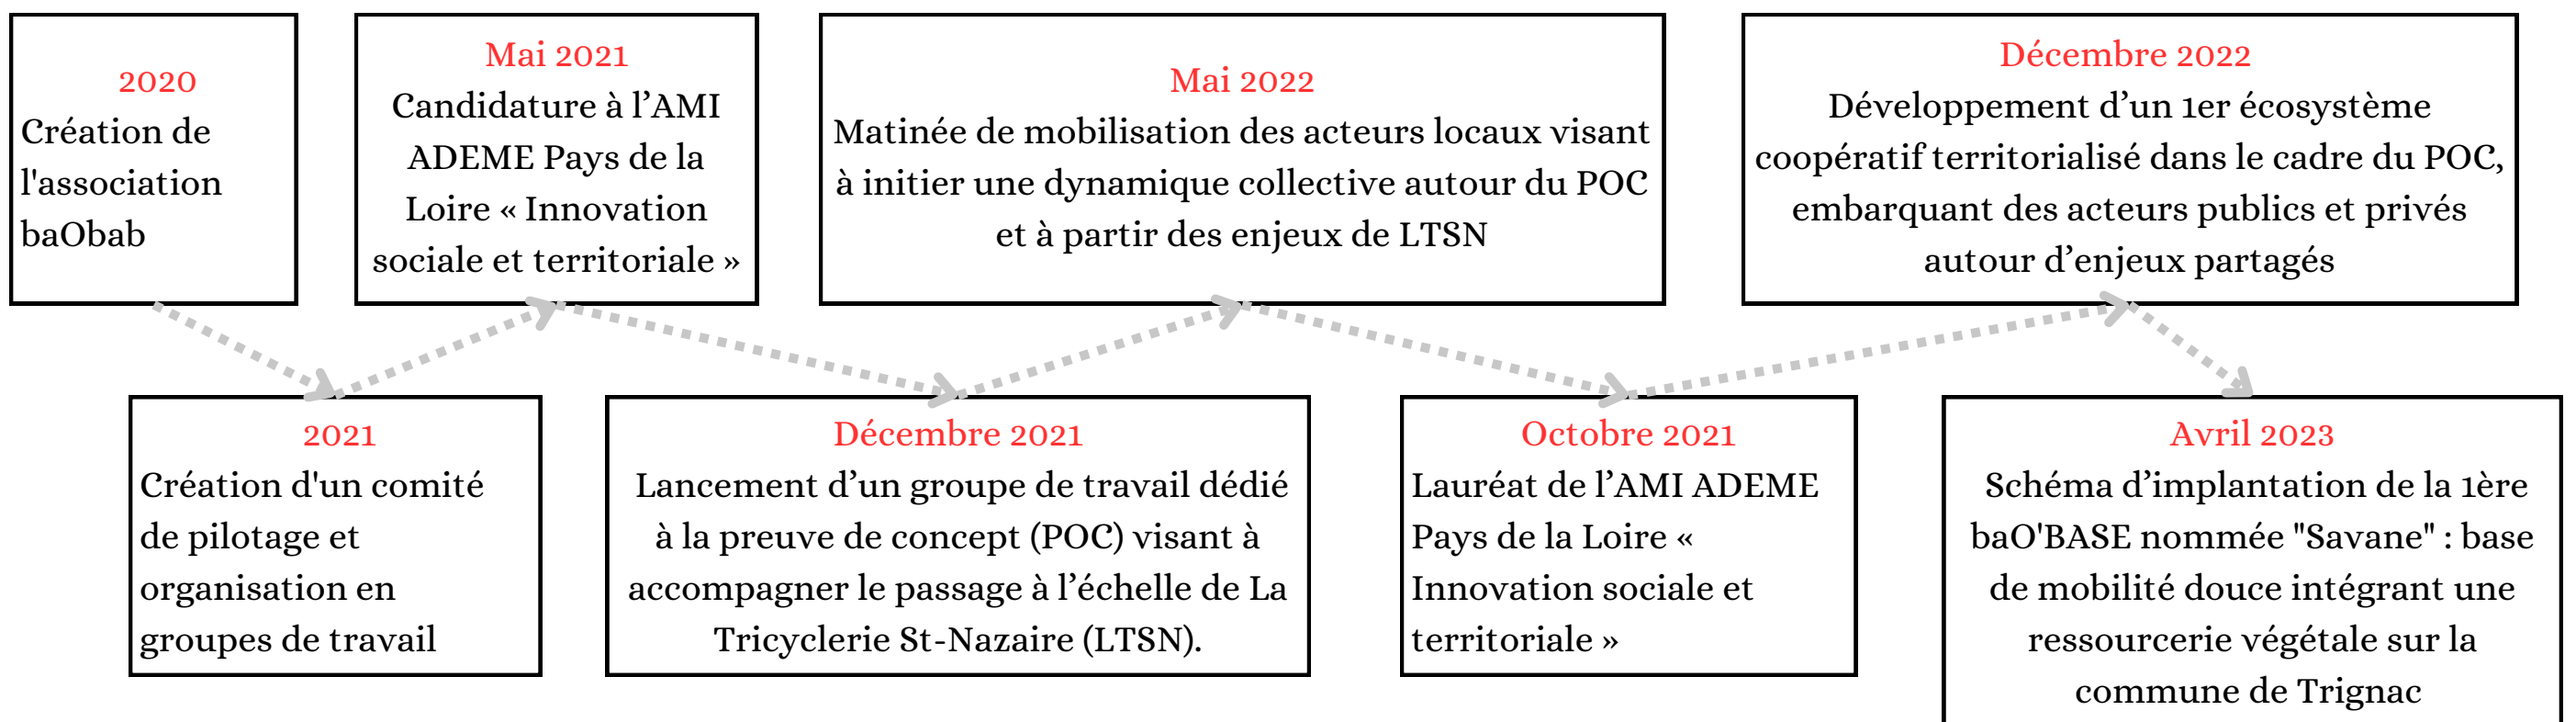 2020
Création de
l'association
baObab
2021
Création d'un comité
de pilotage et
organisation en
groupes de travail
Mai 2021
Candidature à l’AMI
ADEME Pays de la
Loire « Innovation
sociale et territoriale »
Décembre 2021
Lancement d’un groupe de travail dédié
à la preuve de concept (POC) visant à
accompagner le passage à l’échelle de La
Tricyclerie St-Nazaire (LTSN).
Mai 2022
Matinée de mobilisation des acteurs locaux visant
à initier une dynamique collective autour du POC
et à partir des enjeux de LTSN
Octobre 2021
Lauréat de l’AMI ADEME
Pays de la Loire «
Innovation sociale et
territoriale »
Décembre 2022
Développement d’un 1er écosystème
coopératif territorialisé dans le cadre du POC,
embarquant des acteurs publics et privés
autour d’enjeux partagés
Avril 2023
Schéma d’implantation de la 1ère
baO'BASE nommée "Savane" : base
de mobilité douce intégrant une
ressourcerie végétale sur la
commune de Trignac